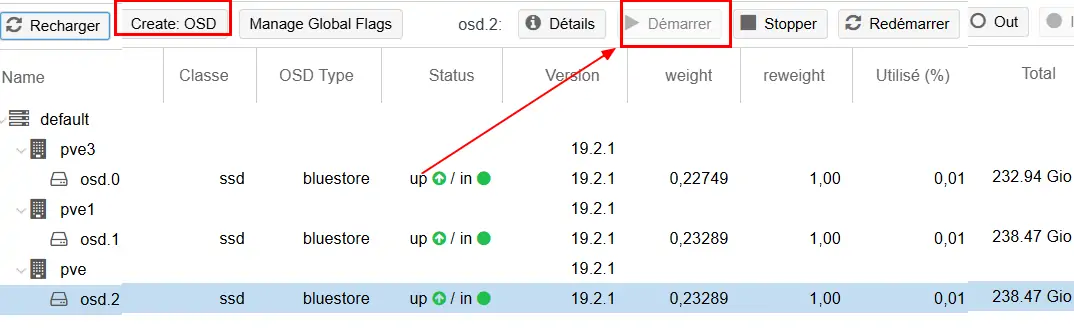 Recharger Create: OSD Manage Global Flags osd.2: Détails Démarrer Stopper Redémarrer Out
Name Classe OSD Type Status Version weight reweight Utilisé (%) Total
default
pve3 19.2.1
osd.0 ssd bluestore up / in 19.2.1 0,22749 1,00 0,01 232.94 Gio
pve1 19.2.1
osd.1 ssd bluestore up / in 19.2.1 0,23289 1,00 0,01 238.47 Gio
pve 19.2.1
osd.2 ssd bluestore up / in 19.2.1 0,23289 1,00 0,01 238.47 Gio